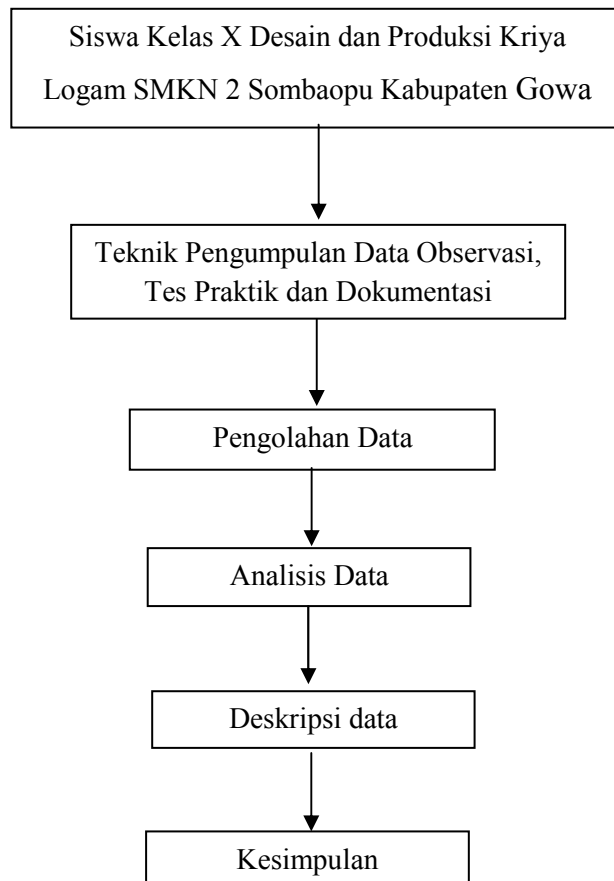 Siswa Kelas X Desain dan Produksi Kriya
Logam SMKN 2 Sombaopu Kabupaten Gowa
Teknik Pengumpulan Data Observasi,
Tes Praktik dan Dokumentasi
Pengolahan Data
Analisis Data
Deskripsi data
Kesimpulan